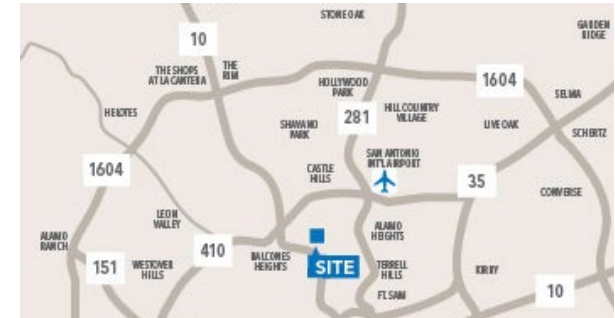 STONE OAK
GARDEN
RIDGE
10
THE SHOPS
AT LA CANTERA
THE
RIM
HOLLYWOOD
PARK
1604
SELMA
HELOTES
SHAVANO
PARK
281
HILL COUNTRY
VILLAGE
LIVE OAK
SCHERTZ
SAN ANTONIO
INT'L AIRPORT
CASTLE
HILLS
1604
35
CONVERSE
LEON
VALLEY
ALAMO
RANCH
ALAMO
HEIGHTS
410
BALCONES
HEIGHTS
151
WESTOVER
HILLS
SITE
TERRELL
HILLS
KIRBY
FT. SAM
10